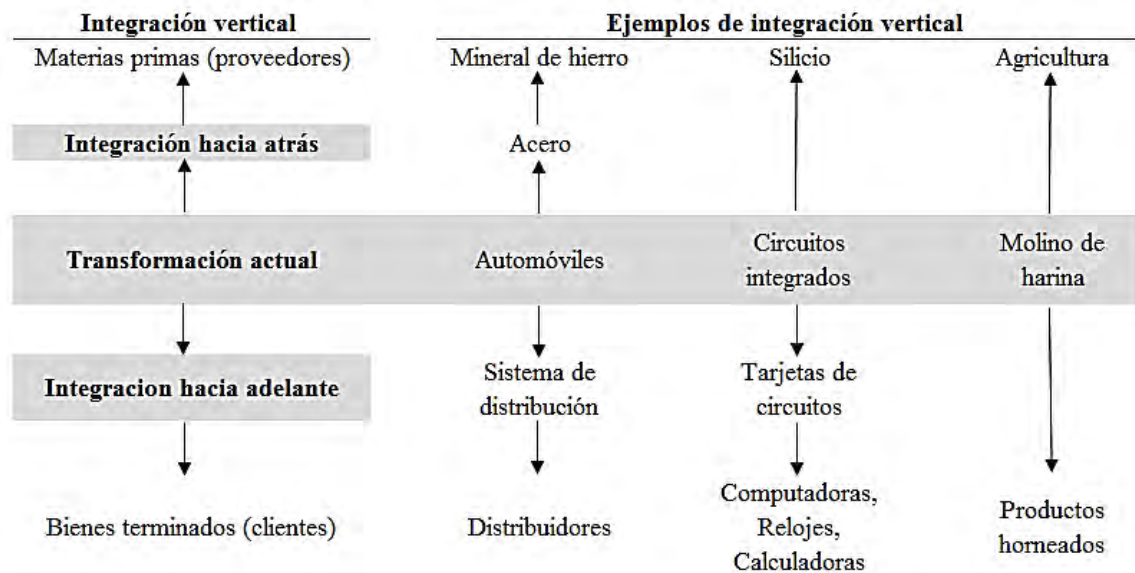 Integración vertical
Ejemplos de integración vertical
Materias primas (proveedores)
Mineral de hierro
Silicio
Agricultura
Integración hacia atrás
Acero
Transformación actual
Automóviles
Circuitos
integrados
Molino de
harina
Integracion hacia adelante
Sistema de
distribución
Tarjetas de
circuitos
Bienes terminados (clientes)
Distribuidores
Computadoras,
Relojes,
Calculadoras
Productos
horneados